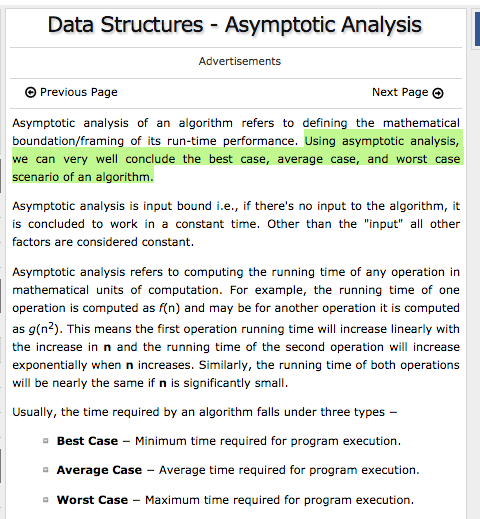 Data Structures - Asymptotic Analysis
Advertisements
Previous Page
Next Page
Asymptotic analysis of an algorithm refers to defining the mathematical
boundation/framing of its run-time performance. Using asymptotic analysis,
we can very well conclude the best case, average case, and worst case
scenario of an algorithm.
Asymptotic analysis is input bound i.e., if there's no input to the algorithm, it
is concluded to work in a constant time. Other than the "input" all other
factors are considered constant.
Asymptotic analysis refers to computing the running time of any operation in
mathematical units of computation. For example, the running time of one
operation is computed as f(n) and may be for another operation it is computed
as g(n²). This means the first operation running time will increase linearly with
the increase in n and the running time of the second operation will increase
exponentially when n increases. Similarly, the running time of both operations
will be nearly the same if n is significantly small.
Usually, the time required by an algorithm falls under three types −
Best Case − Minimum time required for program execution.
Average Case − Average time required for program execution.
Worst Case − Maximum time required for program execution.